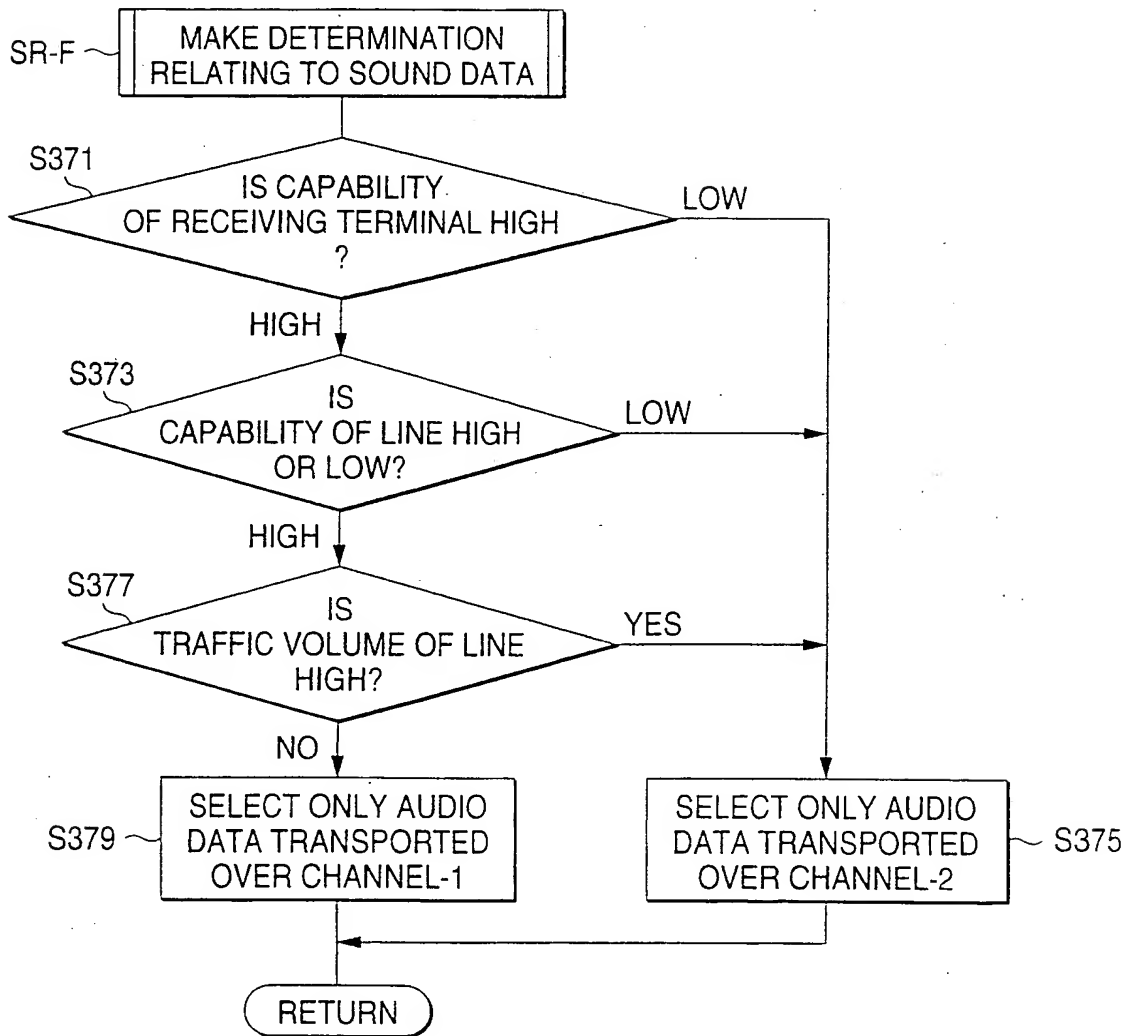 SR-F
MAKE DETERMINATION
RELATING TO SOUND DATA
S371
IS CAPABILITY
OF RECEIVING TERMINAL HIGH
?
LOW
HIGH
S373
IS
CAPABILITY OF LINE HIGH
OR LOW?
LOW
HIGH
S377
IS
TRAFFIC VOLUME OF LINE
HIGH?
YES
NO
S379
SELECT ONLY AUDIO
DATA TRANSPORTED
OVER CHANNEL-1
SELECT ONLY AUDIO
DATA TRANSPORTED
OVER CHANNEL-2
S375
RETURN